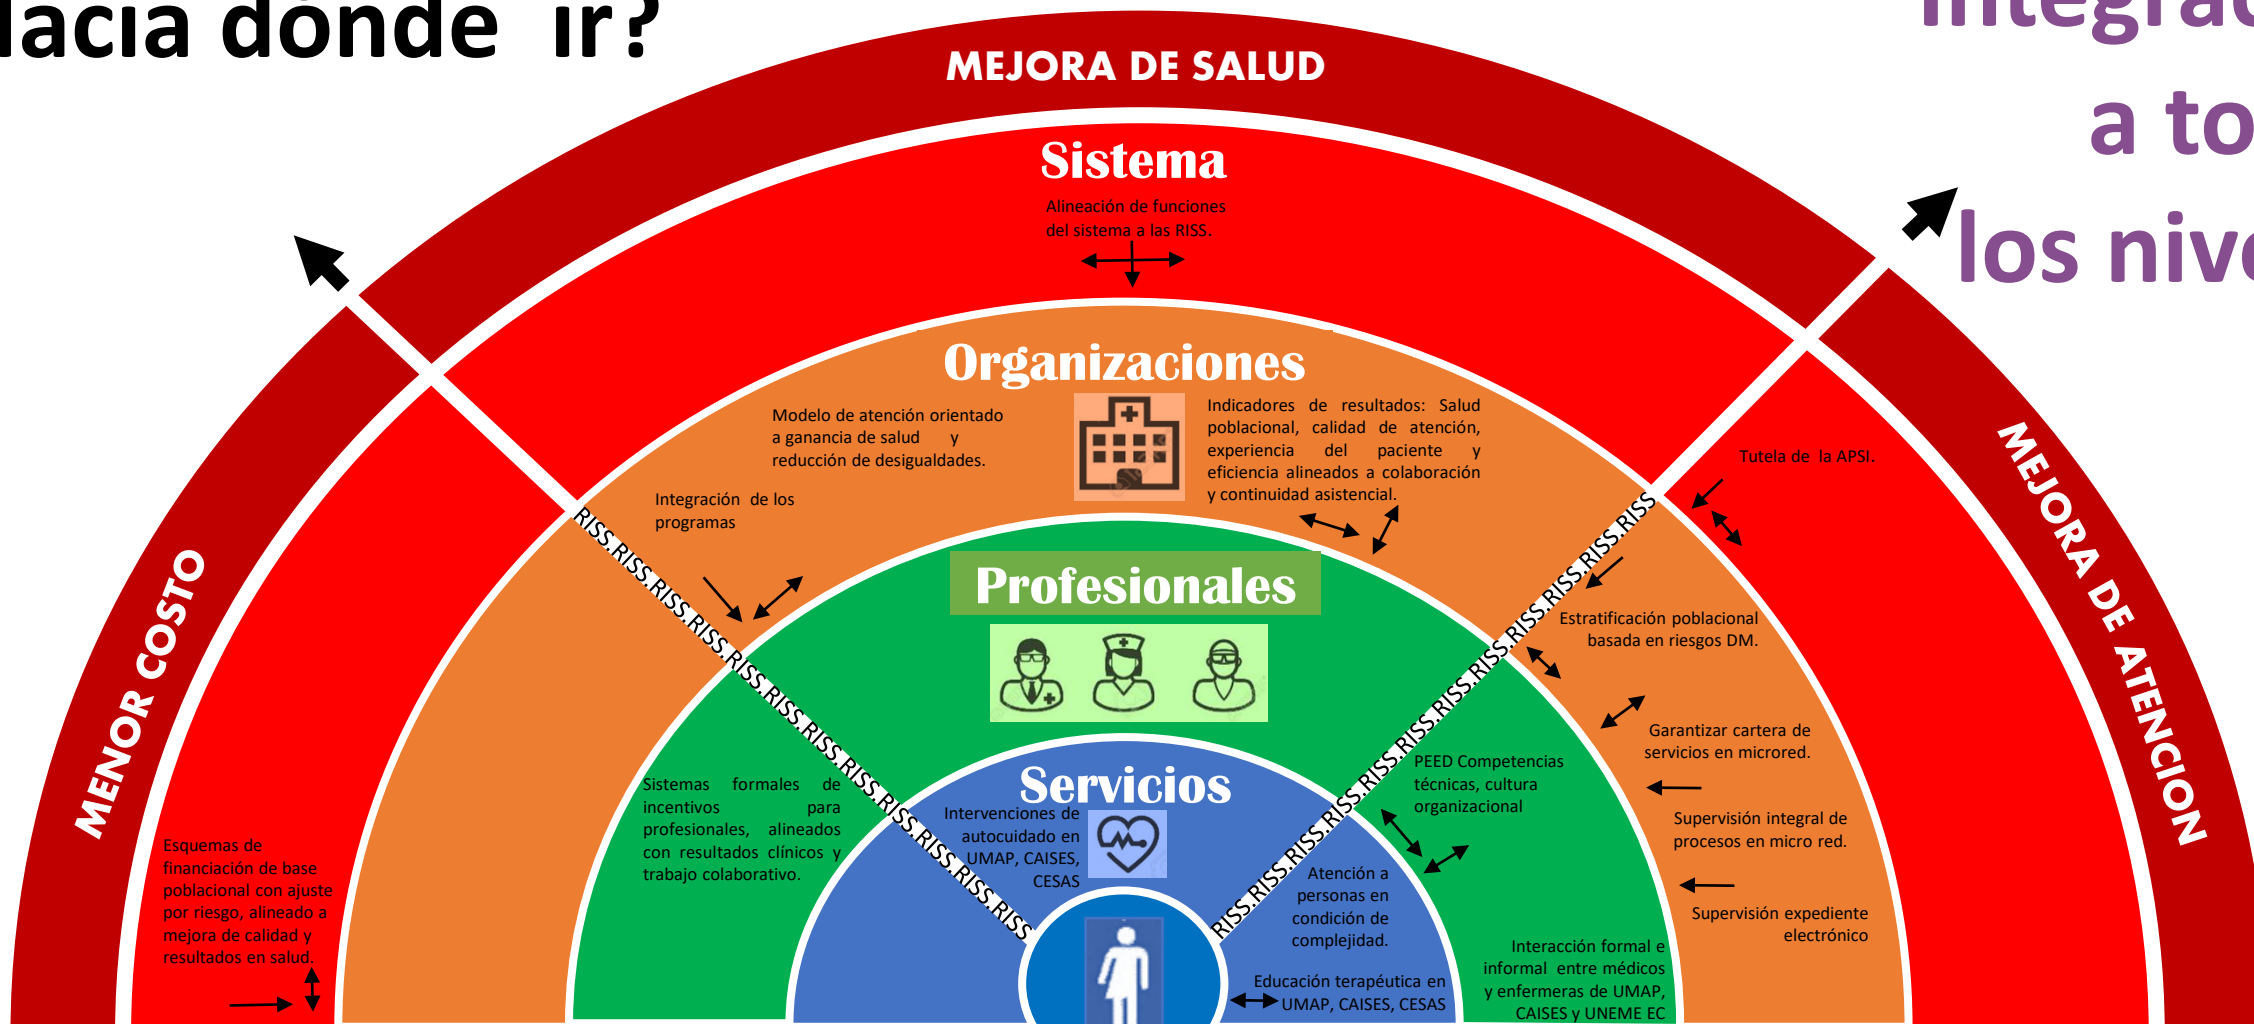 dónde ir?
MEJORA DE SALUD
a
los
Sistema
Alineación de funciones
del sistema a las RISS.
Organizaciones
Modelo de atención orientado
a ganancia de salud y
reducción de desigualdades.
Integración de los
programas
Indicadores de resultados: Salud
poblacional, calidad de atención,
experiencia del paciente y
eficiencia alineados a colaboración
y continuidad asistencial.
Tutela de la APSI.
MEJORA DE ATENCION
MENOR COSTO
RISS.RISS.RISS.RISS.RISS.RISS.RISS.RISS.RISS.RISS.RISS
RISS.RISS.RISS.RISS.RISS.RISS.RISS.RISS.RISS.RISS.RISS
Profesionales
Estratificación poblacional
basada en riesgos DM.
Garantizar cartera de
servicios en microred.
Supervisión integral de
procesos en micro red.
Supervisión expediente
electrónico
Sistemas formales de
incentivos para
profesionales, alineados
con resultados clínicos y
trabajo colaborativo.
Servicios
Intervenciones de
autocuidado en
UMAP, CAISES,
CESAS
PEED Competencias
técnicas, cultura
organizacional
Atención a
personas en
condición de
complejidad.
Educación terapéutica en
UMAP, CAISES, CESAS
Interacción formal e
informal entre médicos
y enfermeras de UMAP,
CAISES y UNEME EC
Esquemas de
financiación de base
poblacional con ajuste
por riesgo, alineado a
mejora de calidad y
resultados en salud.